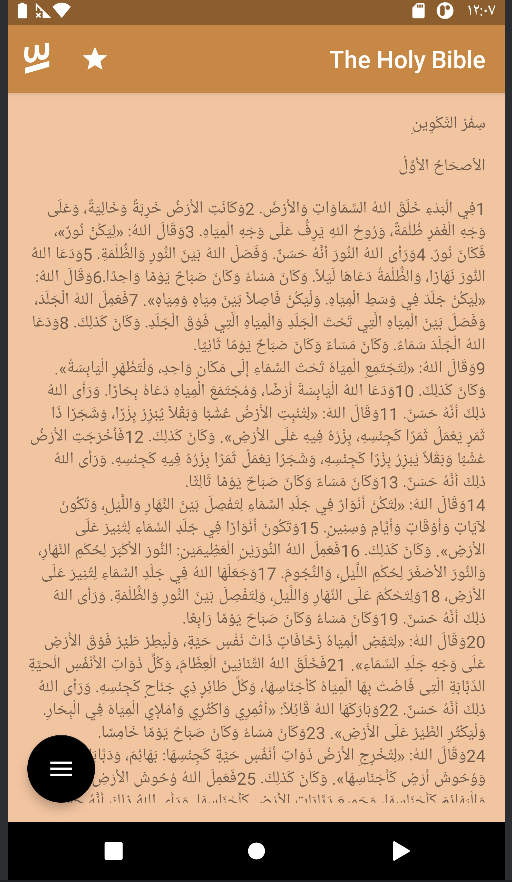 ١٢:٠٧
The Holy Bible
سِفْرُ التَّكْوِينِ
الأصحَاحُ الأَوَّلُ
1فِي الْبَدْءِ خَلَقَ اللهُ السَّمَاوَاتِ وَالأَرْضَ. 2وَكَانَتِ الأَرْضُ خَرِبَةً وَخَالِيَةً، وَعَلَى
وَجْهِ الْغَمْرِ ظُلْمَةٌ، وَرُوحُ اللهِ يَرِفُّ عَلَى وَجْهِ الْمِيَاهِ. 3وَقَالَ اللهُ: «لِيَكُنْ نُورٌ»،
فَكَانَ نُورٌ. 4وَرَأَى اللهُ النُّورَ أَنَّهُ حَسَنٌ. وَفَصَلَ اللهُ بَيْنَ النُّورِ وَالظُّلْمَةِ. 5وَدَعَا اللهُ
النُّورَ نَهَارًا، وَالظُّلْمَةُ دَعَاهَا لَيْلاً. وَكَانَ مَسَاءٌ وَكَانَ صَبَاحٌ يَوْمًا وَاحِدًا.6وَقَالَ اللهُ:
«لِيَكُنْ جَلَدٌ فِي وَسَطِ الْمِيَاهِ. وَلْيَكُنْ فَاصِلاً بَيْنَ مِيَاهٍ وَمِيَاهٍ». 7فَعَمِلَ اللهُ الْجَلَدَ،
وَفَصَلَ بَيْنَ الْمِيَاهِ الَّتِي تَحْتَ الْجَلَدِ وَالْمِيَاهِ الَّتِي فَوْقَ الْجَلَدِ. وَكَانَ كَذلِكَ. 8وَدَعَا
اللهُ الْجَلَدَ سَمَاءً. وَكَانَ مَسَاءٌ وَكَانَ صَبَاحٌ يَوْمًا ثَانِيًا.
9وَقَالَ اللهُ: «لِتَجْتَمِعِ الْمِيَاهُ تَحْتَ السَّمَاءِ إِلَى مَكَانٍ وَاحِدٍ، وَلْتَظْهَرِ الْيَابِسَةُ».
وَكَانَ كَذلِكَ. 10وَدَعَا اللهُ الْيَابِسَةَ أَرْضًا، وَمُجْتَمَعَ الْمِيَاهِ دَعَاهُ بِحَارًا. وَرَأَى اللهُ
ذلِكَ أَنَّهُ حَسَنٌ. 11وَقَالَ اللهُ: «لِتُنْبِتِ الأَرْضُ عُشْبًا وَبَقْلاً يُبْزِرُ بِزْرًا، وَشَجَرًا ذَا
ثَمَرٍ يَعْمَلُ ثَمَرًا كَجِنْسِهِ، بِزْرُهُ فِيهِ عَلَى الأَرْضِ». وَكَانَ كَذلِكَ. 12فَأَخْرَجَتِ الأَرْضُ
عُشْبًا وَبَقْلاً يُبْزِرُ بِزْرًا كَجِنْسِهِ، وَشَجَرًا يَعْمَلُ ثَمَرًا بِزْرُهُ فِيهِ كَجِنْسِهِ. وَرَأَى اللهُ
ذلِكَ أَنَّهُ حَسَنٌ. 13وَكَانَ مَسَاءٌ وَكَانَ صَبَاحٌ يَوْمًا ثَالِثًا.
14وَقَالَ اللهُ: «لِتَكُنْ أَنْوَارٌ فِي جَلَدِ السَّمَاءِ لِتَفْصِلَ بَيْنَ النَّهَارِ وَاللَّيْلِ، وَتَكُونَ
لآيَاتٍ وَأَوْقَاتٍ وَأَيَّامٍ وَسِنِينٍ. 15وَتَكُونَ أَنْوَارًا فِي جَلَدِ السَّمَاءِ لِتُنِيرَ عَلَى
الأَرْضِ». وَكَانَ كَذلِكَ. 16فَعَمِلَ اللهُ النُّورَيْنِ الْعَظِيمَيْنِ: النُّورَ الأَكْبَرَ لِحُكْمِ النَّهَارِ،
وَالنُّورَ الأَصْغَرَ لِحُكْمِ اللَّيْلِ، وَالنُّجُومَ. 17وَجَعَلَهَا اللهُ فِي جَلَدِ السَّمَاءِ لِتُنِيرَ عَلَى
الأَرْضِ، 18وَلِتَحْكُمَ عَلَى النَّهَارِ وَاللَّيْلِ، وَلِتَفْصِلَ بَيْنَ النُّورِ وَالظُّلْمَةِ. وَرَأَى اللهُ
ذلِكَ أَنَّهُ حَسَنٌ. 19وَكَانَ مَسَاءٌ وَكَانَ صَبَاحٌ يَوْمًا رَابِعًا.
20وَقَالَ اللهُ: «لِتَفِضِ الْمِيَاهُ زَحَّافَاتٍ ذَاتَ نَفْسٍ حَيَّةٍ، وَلْيَطِرْ طَيْرٌ فَوْقَ الأَرْضِ
عَلَى وَجْهِ جَلَدِ السَّمَاءِ». 21فَخَلَقَ اللهُ التَّنَانِينَ الْعِظَامَ، وَكُلَّ ذَوَاتِ الأَنْفُسِ الْحيَّةِ
الدَّبَّابَةِ الْتِى فَاضَتْ بِهَا الْمِيَاهُ كَأَجْنَاسِهَا، وَكُلَّ طَائِرٍ ذِي جَنَاحٍ كَجِنْسِهِ. وَرَأَى اللهُ
ذلِكَ أَنَّهُ حَسَنٌ. 22وَبَارَكَهَا اللهُ قَائِلاً: «أَثْمِرِي وَاكْثُرِي وَامْلإِي الْمِيَاهَ فِي الْبِحَارِ.
وَلْيَكْثُرِ الطَّيْرُ عَلَى الأَرْضِ». 23وَكَانَ مَسَاءٌ وَكَانَ صَبَاحٌ يَوْمًا خَامِسًا.
24وَقَالَ اللهُ: «لِتُخْرِجِ الأَرْضُ ذَوَاتِ أَنْفُسٍ حَيَّةٍ كَجِنْسِهَا: بَهَائِمَ،
وَوُحُوشَ أَرْضٍ كَأَجْنَاسِهَا». وَكَانَ كَذلِكَ. 25فَعَمِلَ اللهُ وُحُوشَ الأَرْضِ